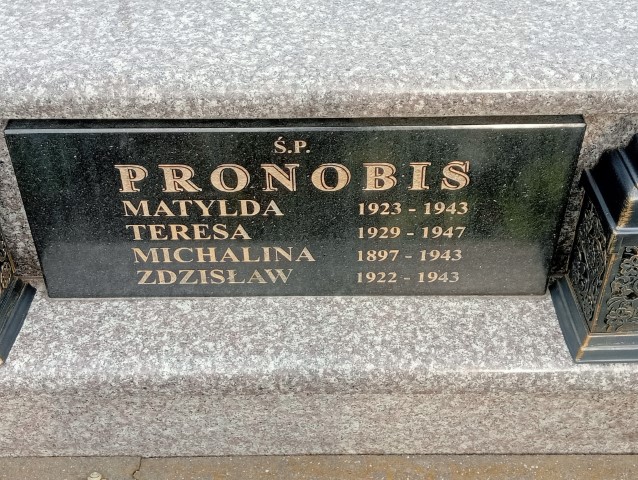 Ś.P.
PRONOBIS
MATYLDA 1923 - 1943
TERESA 1929 - 1947
MICHALINA 1897 - 1943
ZDZISŁAW 1922 - 1943